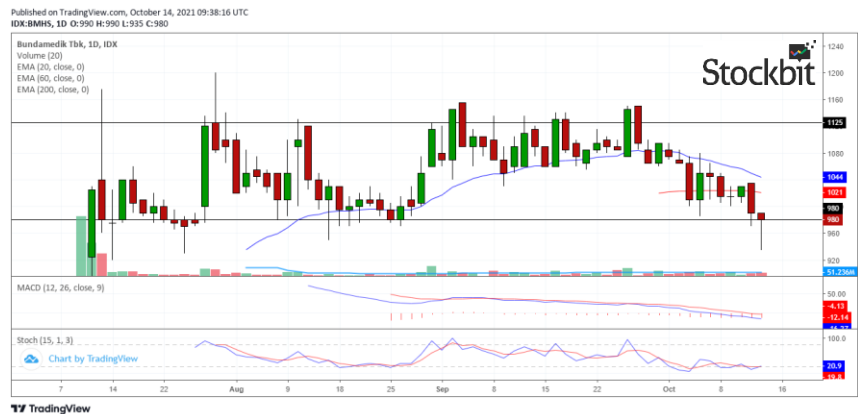 Published on TradingView.com, October 14, 2021 09:38:16 UTC
IDX:BMHS, 1D O:990 H:990 L:935 C:980
Bundamedik Tbk, 1D, IDX
Volume (20)
EMA (20, close, 0)
EMA (60, close, 0)
EMA (200, close, 0)
Stockbit
1240
1200
1160
1125
1080
1044
1021
980
980
960
920
51.236M
MACD (12, 26, close, 9)
50.00
-4.13
-12.14
Stoch (15, 1, 3)
100.0
Chart by TradingView
20.9
19.8
7 14 22 Aug 9 18 25 Sep 8 15 22 Oct 8 16
TradingView